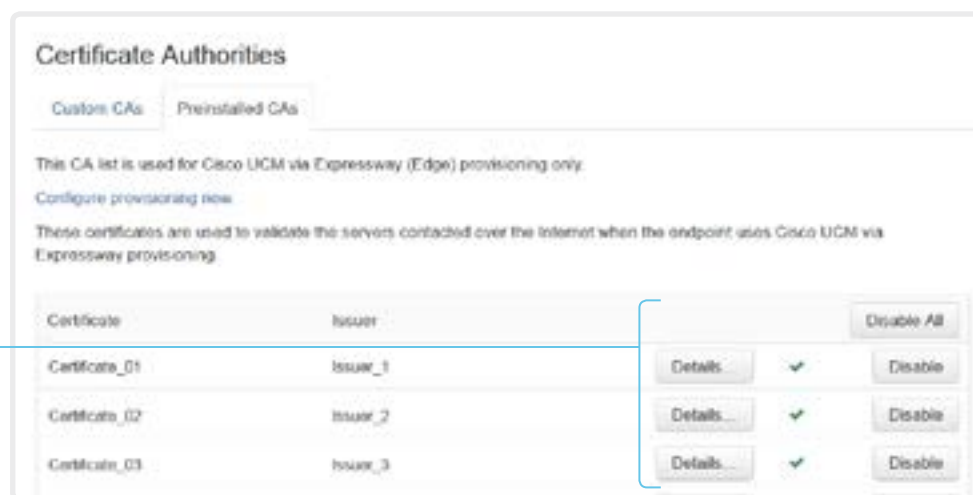 Certificate Authorities
Custom CAs Preinstalled CAs
This CA list is used for Cisco UCM via Expressway (Edge) provisioning only.
Configure provisioning now.
These certificates are used to validate the servers contacted over the Internet when the endpoint uses Cisco UCM via
Expressway provisioning.
Certificate Issuer Disable All
Certificate_01 Issuer_1 Details... Disable
Certificate_02 Issuer_2 Details... Disable
Certificate_03 Issuer_3 Details... Disable